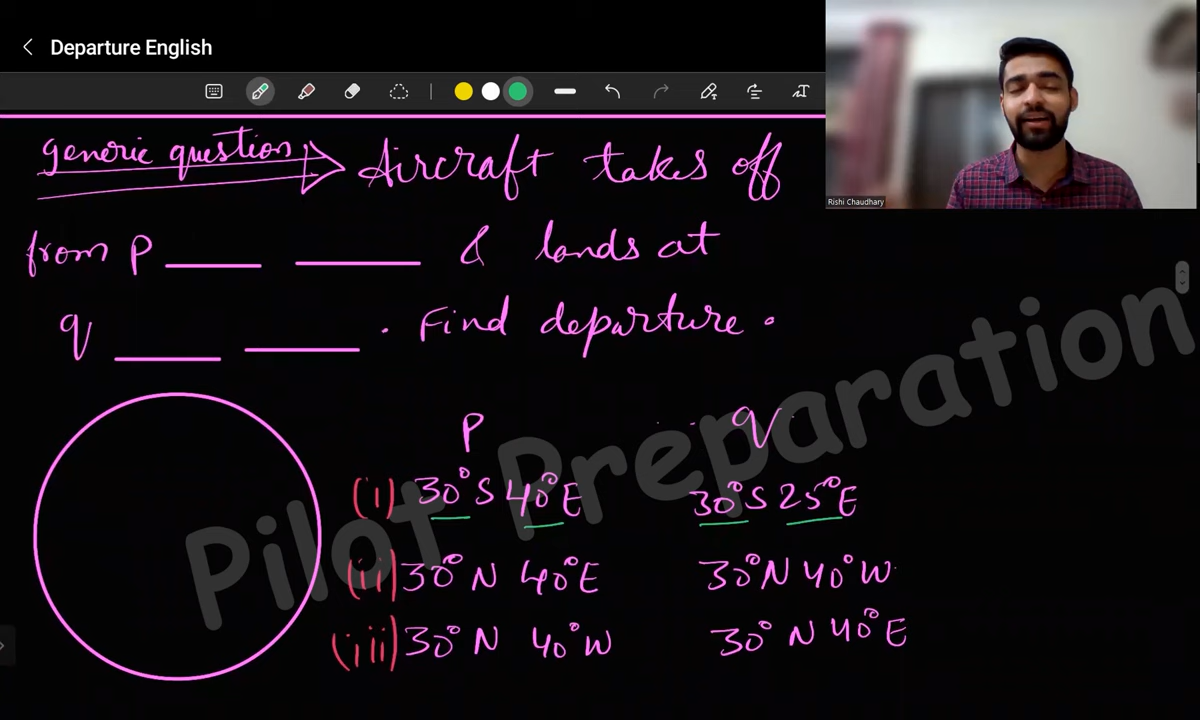 Departure English
Rishi Chaudhary
generic question Aircraft takes off
from P ____ ____ & lands at
q ____ ____ . Find departure.
P q
(i) 30°S 40°E 30°S 25°E
(ii) 30°N 40°E 30°N 40°W
(iii) 30°N 40°W 30°N 40°E
Pilot Preparation